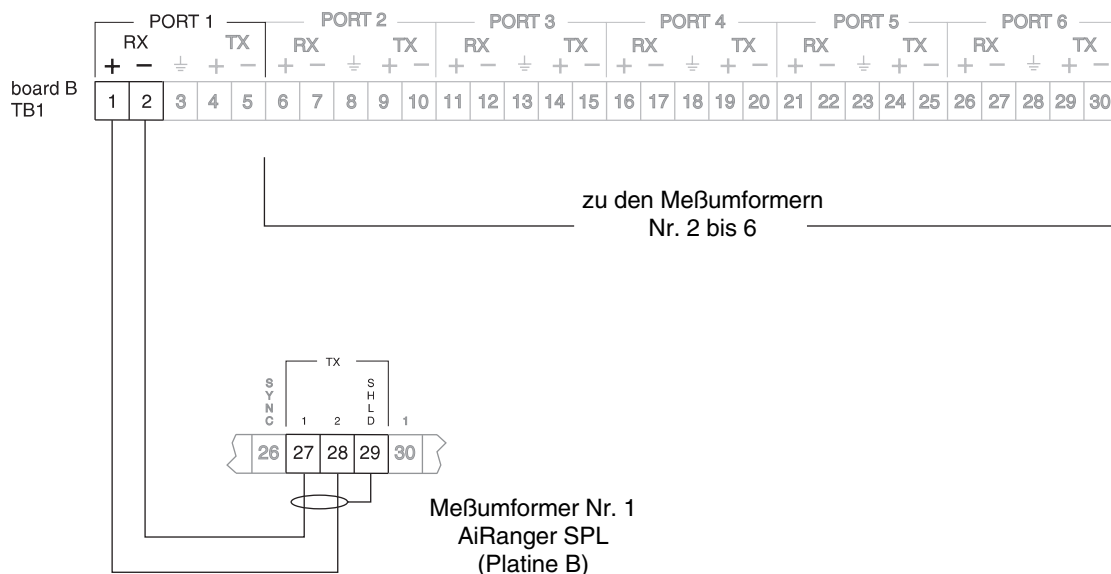 PORT 1 PORT 2 PORT 3 PORT 4 PORT 5 PORT 6
RX TX RX TX RX TX RX TX RX TX RX TX
+ − ⏚ + − + − ⏚ + − + − ⏚ + − + − ⏚ + − + − ⏚ + − + − ⏚ + −
board B
TB1
1 2 3 4 5 6 7 8 9 10 11 12 13 14 15 16 17 18 19 20 21 22 23 24 25 26 27 28 29 30
zu den Meßumformern
Nr. 2 bis 6
TX
SYNC 1 2 SHLD 1
26 27 28 29 30
Meßumformer Nr. 1
AiRanger SPL
(Platine B)